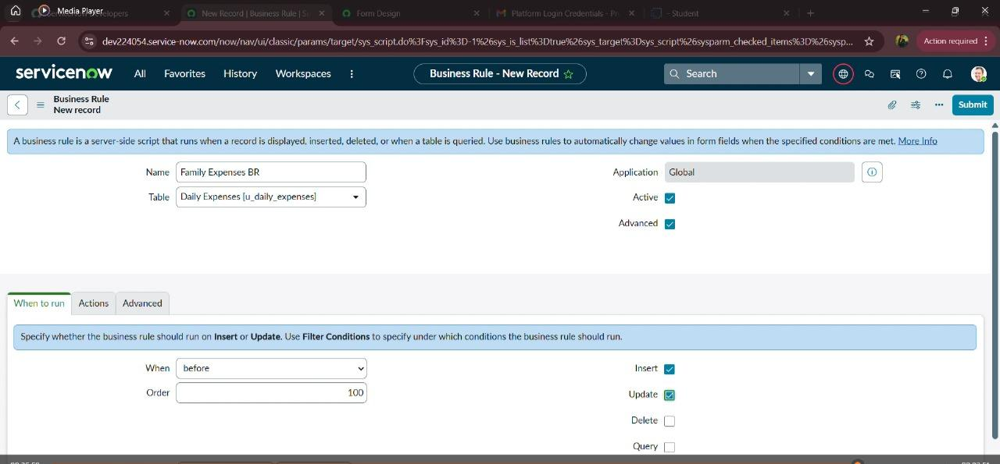 Media Player
New Record | Business Rule | S
Form Design
Platform Login Credentials - Pr
- Student
dev224054.service-now.com/now/nav/ui/classic/params/target/sys_script.do%3Fsys_id%3D-1%26sys_is_list%3Dtrue%26sys_target%3Dsys_script%26sysparm_checked_items%3D%26sysp...
Action required
servicenow
All
Favorites
History
Workspaces
Business Rule - New Record
Search
Business Rule
New record
Submit
A business rule is a server-side script that runs when a record is displayed, inserted, deleted, or when a table is queried. Use business rules to automatically change values in form fields when the specified conditions are met. More Info
Name Family Expenses BR
Application Global
Table Daily Expenses [u_daily_expenses]
Active
Advanced
When to run
Actions
Advanced
Specify whether the business rule should run on Insert or Update. Use Filter Conditions to specify under which conditions the business rule should run.
When before
Insert
Order 100
Update
Delete
Query